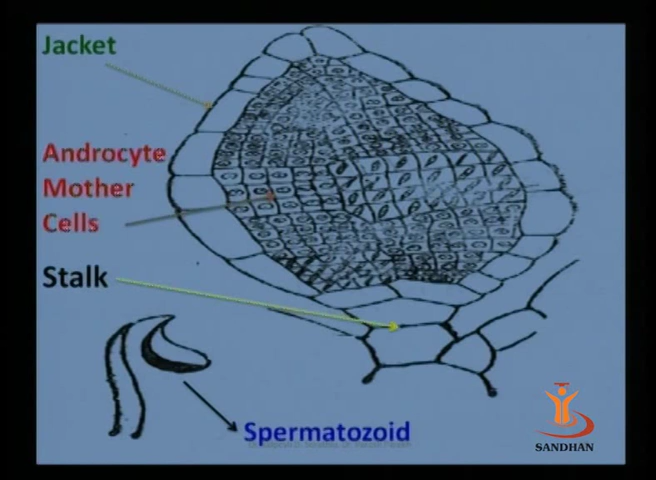 Jacket
Androcyte
Mother
Cells
Stalk
Spermatozoid
SANDHAN